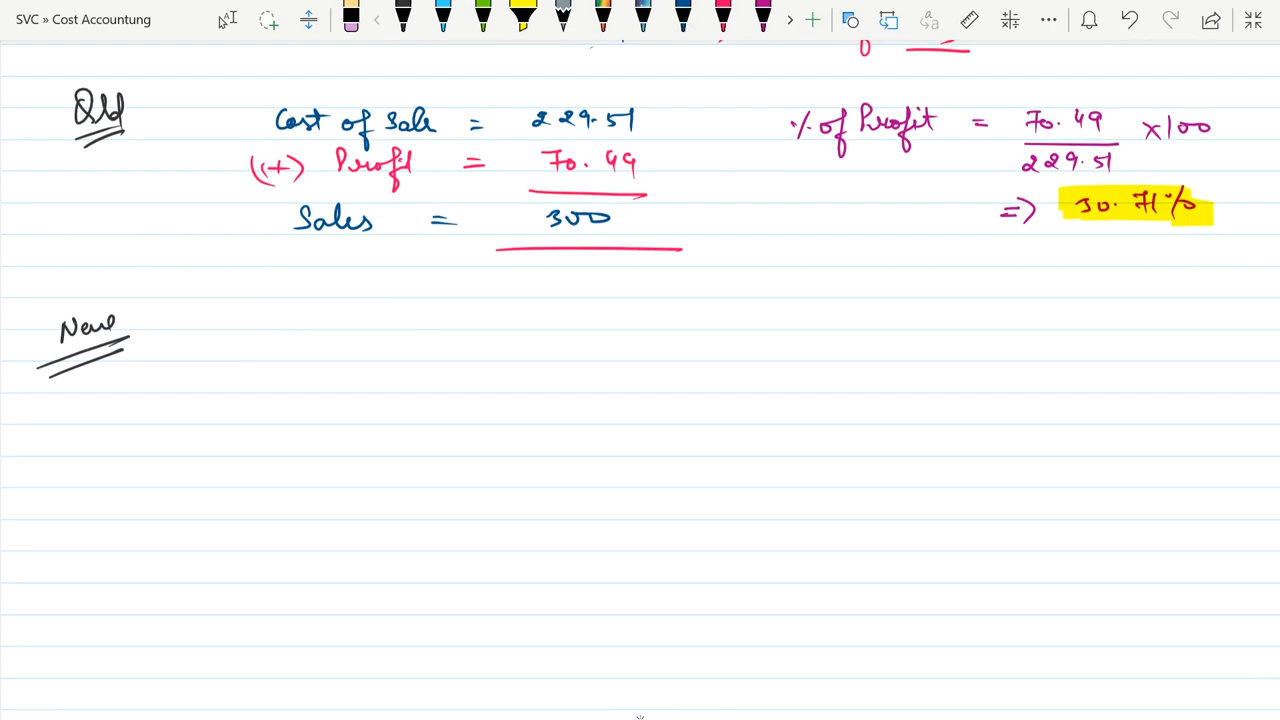 SVC » Cost Accountung
Old
Cost of Sale = 229.51
(+) Profit = 70.49
Sales = 300
% of Profit = 70.49 / 229.51 × 100
=> 30.71%
New